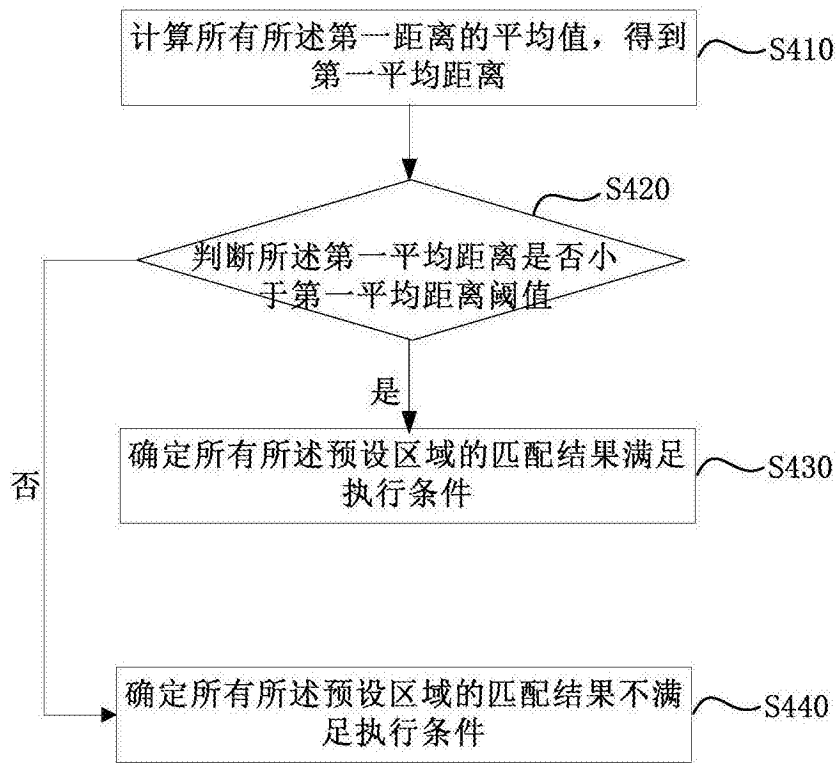 计算所有所述第一距离的平均值，得到
第一平均距离
S410
S420
判断所述第一平均距离是否小
于第一平均距离阈值
是
确定所有所述预设区域的匹配结果满足
执行条件
S430
否
确定所有所述预设区域的匹配结果不满
足执行条件
S440